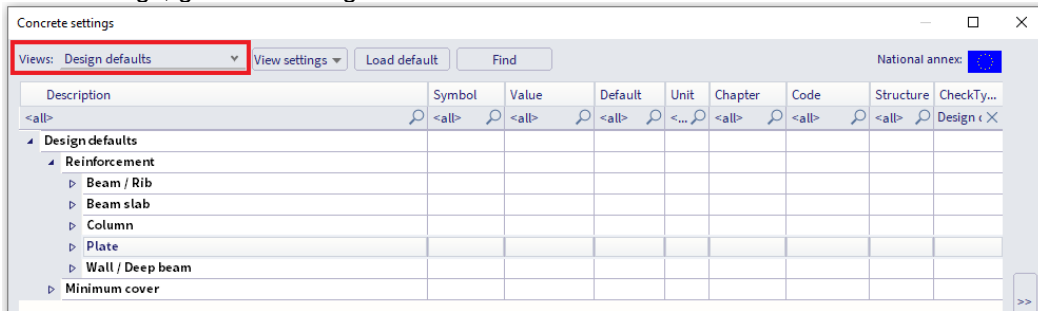 Concrete settings
Views: Design defaults View settings Load default Find National annex:
Description Symbol Value Default Unit Chapter Code Structure CheckTy...
<all> <all> <all> <all> <... <all> <all> <all> Design
Design defaults
Reinforcement
Beam / Rib
Beam slab
Column
Plate
Wall / Deep beam
Minimum cover
>>